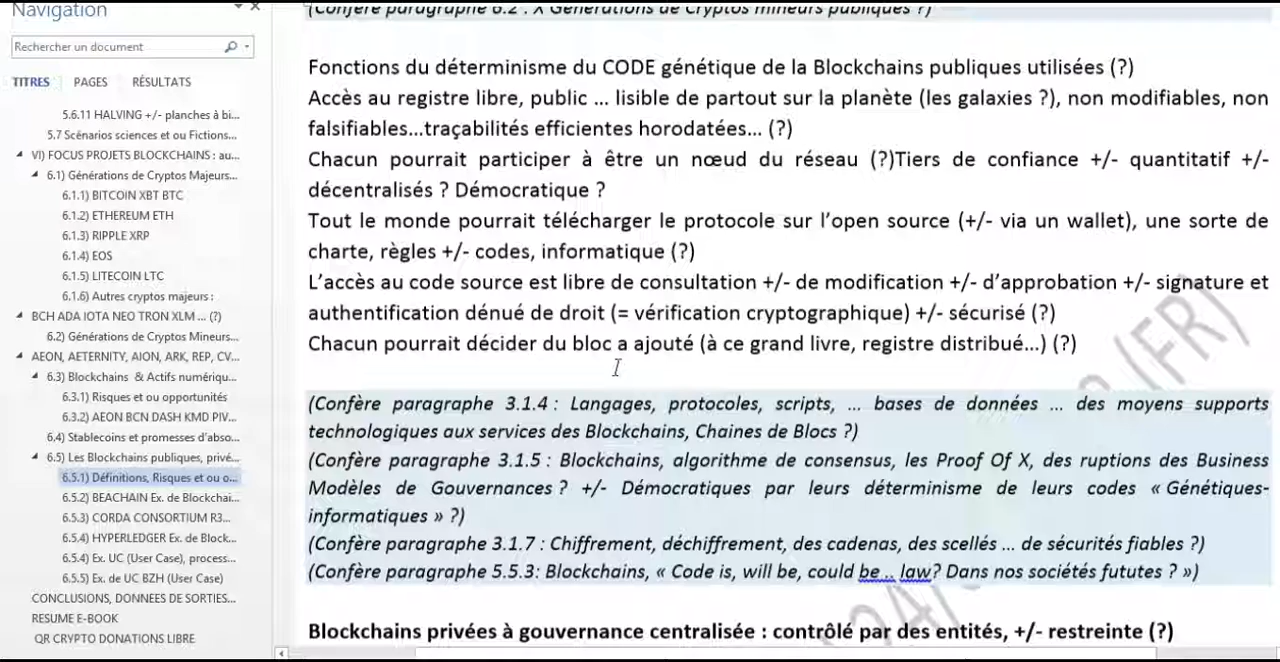 Navigation
Rechercher un document
TITRES PAGES RÉSULTATS
5.6.11 HALVING +/- planches à bi...
5.7 Scénarios sciences et ou Fictions...
VI) FOCUS PROJETS BLOCKCHAINS : au...
6.1) Générations de Cryptos Majeurs...
6.1.1) BITCOIN XBT BTC
6.1.2) ETHEREUM ETH
6.1.3) RIPPLE XRP
6.1.4) EOS
6.1.5) LITECOIN LTC
6.1.6) Autres cryptos majeurs :
BCH ADA IOTA NEO TRON XLM ... (?)
6.2) Générations de Cryptos Mineurs...
AEON, AETERNITY, AION, ARK, REP, CV...
6.3) Blockchains & Actifs numériqu...
6.3.1) Risques et ou opportunités
6.3.2) AEON BCN DASH KMD PIV...
6.4) Stablecoins et promesses d'abso...
6.5) Les Blockchains publiques, privé...
6.5.1) Définitions, Risques et ou o...
6.5.2) BEACHAIN Ex. de Blockchai...
6.5.3) CORDA CONSORTIUM R3...
6.5.4) HYPERLEDGER Ex. de Block...
6.5.4) Ex. UC (User Case), process...
6.5.5) Ex. de UC BZH (User Case)
CONCLUSIONS, DONNEES DE SORTIES...
RESUME E-BOOK
QR CRYPTO DONATIONS LIBRE
(Confère paragraphe 6.2 : X Générations de Cryptos mineurs publiques ?)
Fonctions du déterminisme du CODE génétique de la Blockchains publiques utilisées (?)
Accès au registre libre, public ... lisible de partout sur la planète (les galaxies ?), non modifiables, non
falsifiables...traçabilités efficientes horodatées... (?)
Chacun pourrait participer à être un nœud du réseau (?)Tiers de confiance +/- quantitatif +/-
décentralisés ? Démocratique ?
Tout le monde pourrait télécharger le protocole sur l'open source (+/- via un wallet), une sorte de
charte, règles +/- codes, informatique (?)
L'accès au code source est libre de consultation +/- de modification +/- d'approbation +/- signature et
authentification dénué de droit (= vérification cryptographique) +/- sécurisé (?)
Chacun pourrait décider du bloc a ajouté (à ce grand livre, registre distribué...) (?)
(Confère paragraphe 3.1.4 : Langages, protocoles, scripts, ... bases de données ... des moyens supports
technologiques aux services des Blockchains, Chaines de Blocs ?)
(Confère paragraphe 3.1.5 : Blockchains, algorithme de consensus, les Proof Of X, des ruptions des Business
Modèles de Gouvernances ? +/- Démocratiques par leurs déterminisme de leurs codes « Génétiques-
informatiques » ?)
(Confère paragraphe 3.1.7 : Chiffrement, déchiffrement, des cadenas, des scellés ... de sécurités fiables ?)
(Confère paragraphe 5.5.3: Blockchains, « Code is, will be, could be .. law? Dans nos sociétés fututes ? »)
Blockchains privées à gouvernance centralisée : contrôlé par des entités, +/- restreinte (?)
(FR)